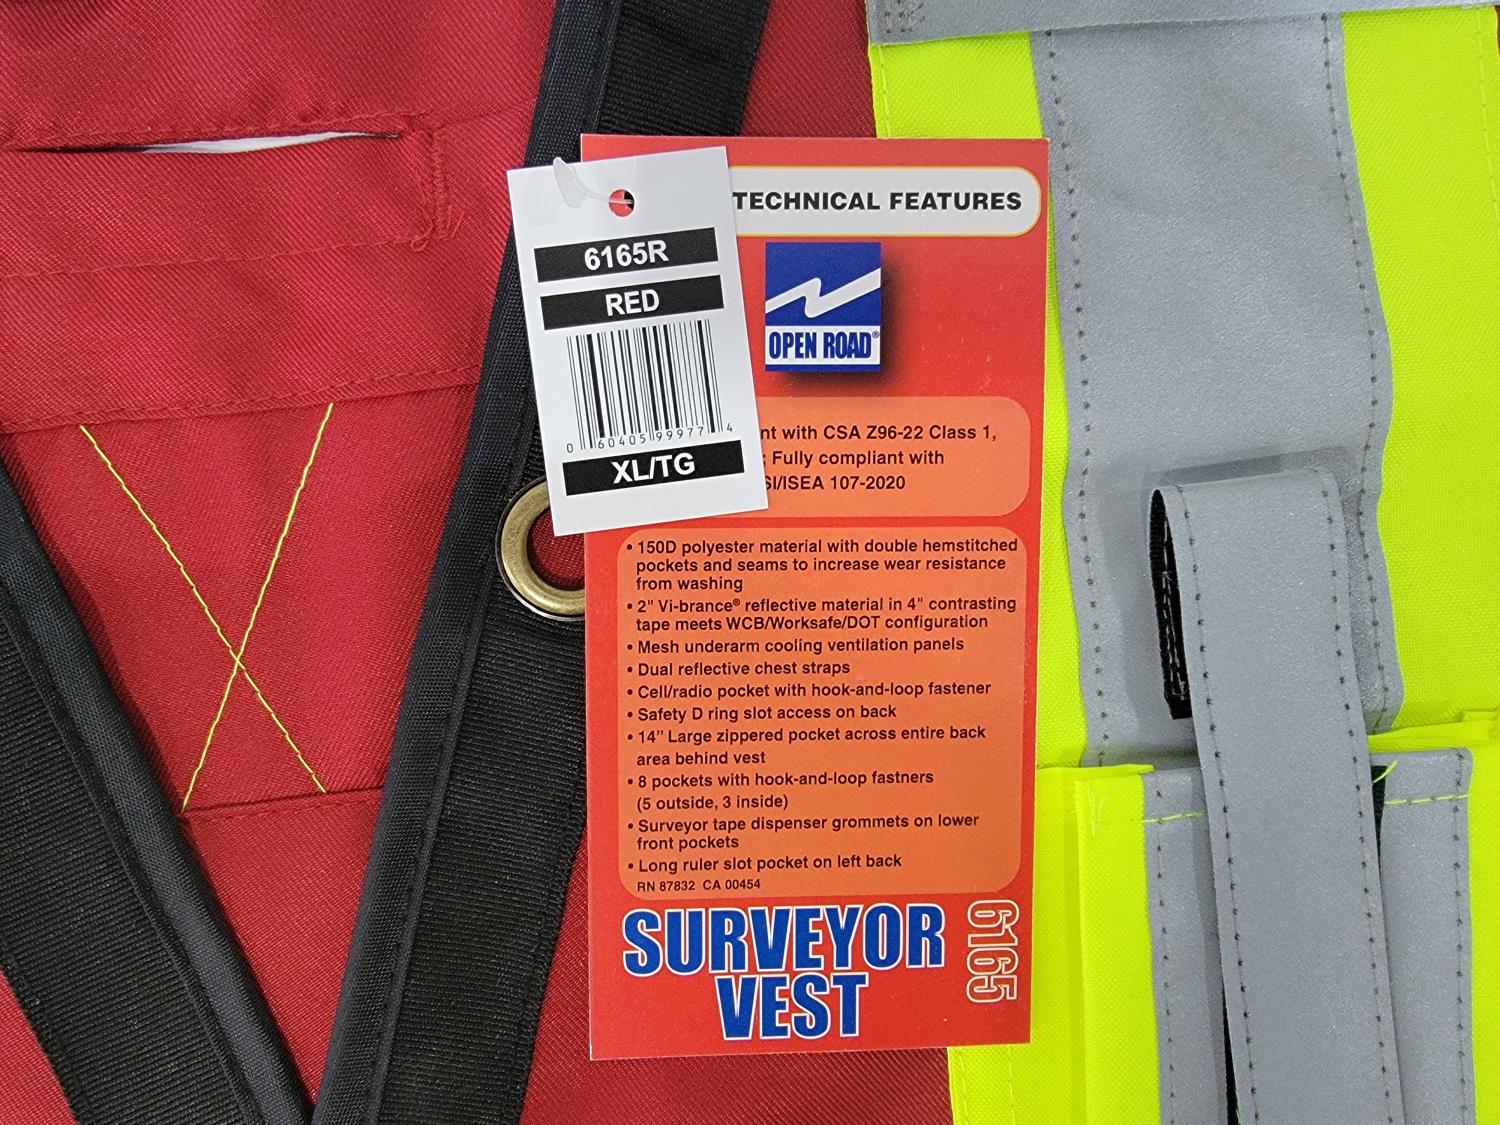 TECHNICAL FEATURES
6165R
RED
0 60405 99977 4
XL/TG
OPEN ROAD®
with CSA Z96-22 Class 1,
; Fully compliant with
/ISEA 107-2020
• 150D polyester material with double hemstitched
pockets and seams to increase wear resistance
from washing
• 2" Vi-brance® reflective material in 4" contrasting
tape meets WCB/Worksafe/DOT configuration
• Mesh underarm cooling ventilation panels
• Dual reflective chest straps
• Cell/radio pocket with hook-and-loop fastener
• Safety D ring slot access on back
• 14” Large zippered pocket across entire back
area behind vest
• 8 pockets with hook-and-loop fastners
(5 outside, 3 inside)
• Surveyor tape dispenser grommets on lower
front pockets
• Long ruler slot pocket on left back
RN 87832 CA 00454
SURVEYOR
VEST
6165